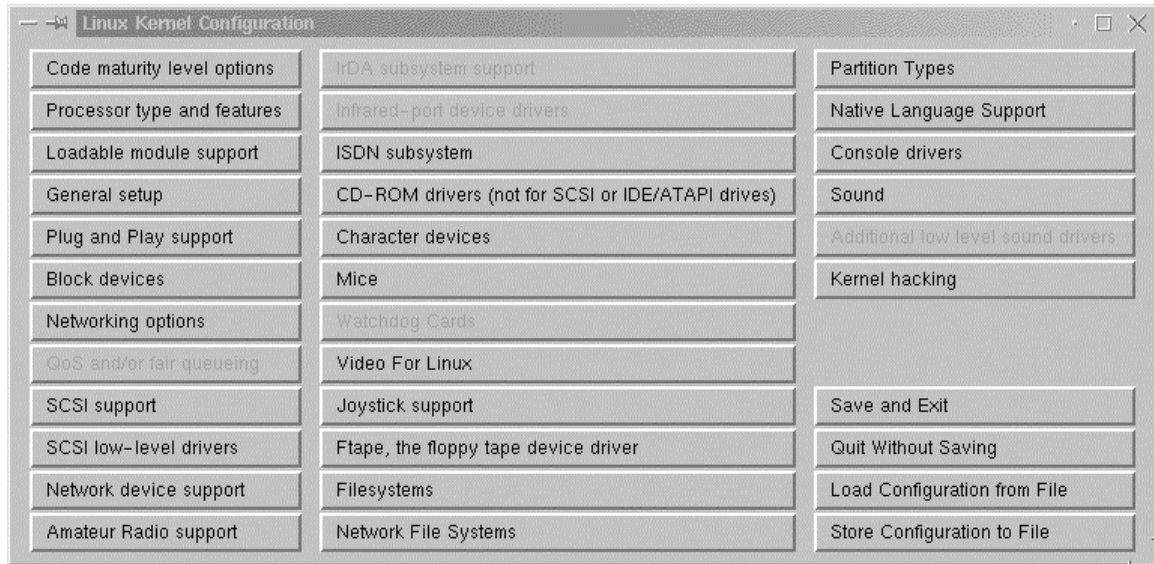 Linux Kernel Configuration
Code maturity level options
Processor type and features
Loadable module support
General setup
Plug and Play support
Block devices
Networking options
QoS and/or fair queueing
SCSI support
SCSI low-level drivers
Network device support
Amateur Radio support
IrDA subsystem support
Infrared-port device drivers
ISDN subsystem
CD-ROM drivers (not for SCSI or IDE/ATAPI drives)
Character devices
Mice
Watchdog Cards
Video For Linux
Joystick support
Ftape, the floppy tape device driver
Filesystems
Network File Systems
Partition Types
Native Language Support
Console drivers
Sound
Additional low level sound drivers
Kernel hacking
Save and Exit
Quit Without Saving
Load Configuration from File
Store Configuration to File